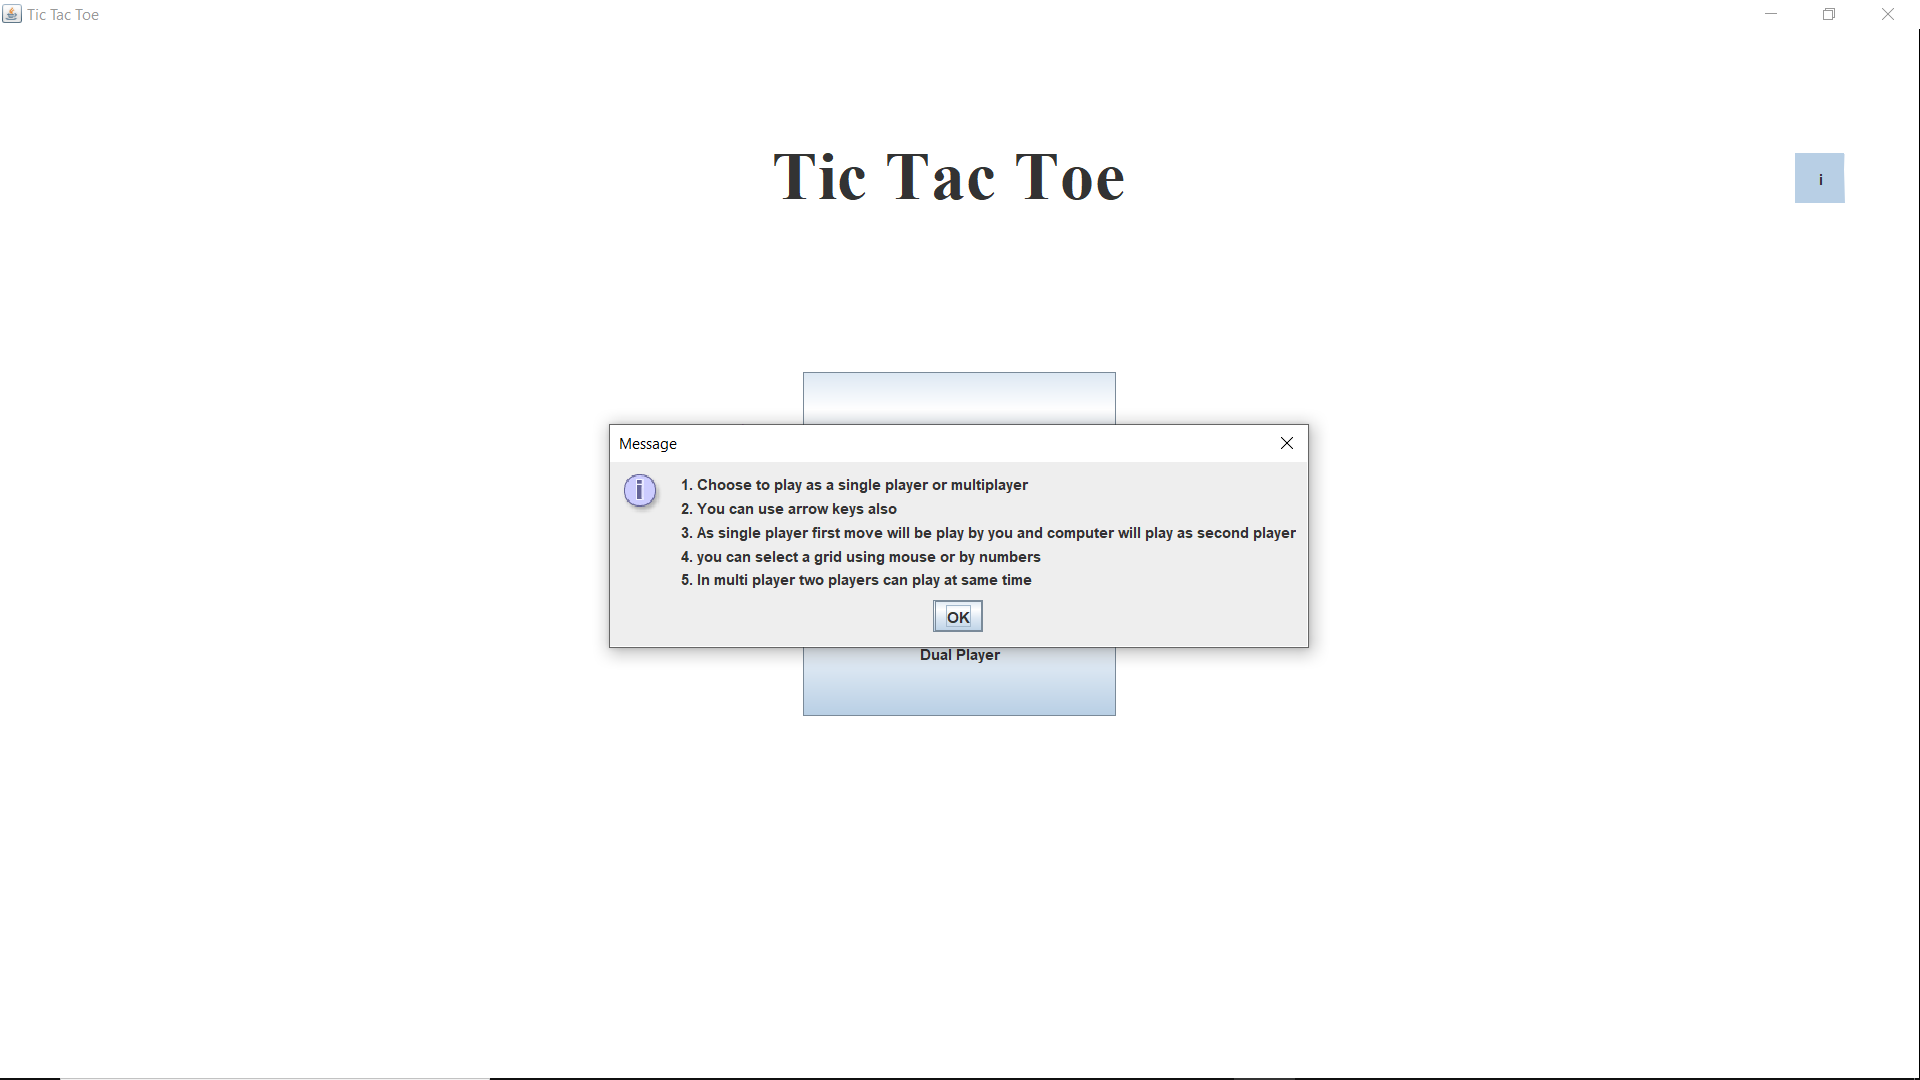 Tic Tac Toe
Tic Tac Toe
i
Message
1. Choose to play as a single player or multiplayer
2. You can use arrow keys also
3. As single player first move will be play by you and computer will play as second player
4. you can select a grid using mouse or by numbers
5. In multi player two players can play at same time
OK
Dual Player